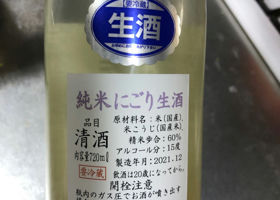 要冷蔵
生酒
純米にごり生酒
品目
清酒
内容量720ml
要冷蔵
原材料名:米(国産)、
米こうじ(国産米)、
精米歩合:60%
アルコール分:15度
製造年月:2021.12
飲酒は20歳になってから。
開栓注意
瓶内のガス圧でお酒が噴き出す